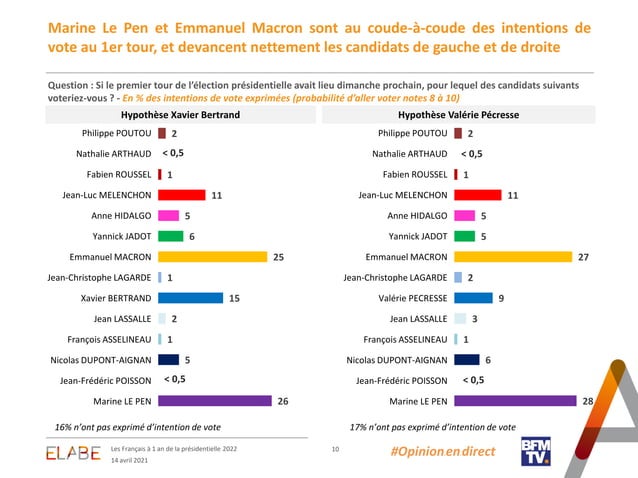 Marine Le Pen et Emmanuel Macron sont au coude-à-coude des intentions de
vote au 1er tour, et devancent nettement les candidats de gauche et de droite
Question : Si le premier tour de l’élection présidentielle avait lieu dimanche prochain, pour lequel des candidats suivants
voteriez-vous ? - En % des intentions de vote exprimées (probabilité d’aller voter notes 8 à 10)
Hypothèse Xavier Bertrand
Philippe POUTOU 2
Nathalie ARTHAUD < 0,5
Fabien ROUSSEL 1
Jean-Luc MELENCHON 11
Anne HIDALGO 5
Yannick JADOT 6
Emmanuel MACRON 25
Jean-Christophe LAGARDE 1
Xavier BERTRAND 15
Jean LASSALLE 2
François ASSELINEAU 1
Nicolas DUPONT-AIGNAN 5
Jean-Frédéric POISSON < 0,5
Marine LE PEN 26
16% n’ont pas exprimé d’intention de vote
Hypothèse Valérie Pécresse
Philippe POUTOU 2
Nathalie ARTHAUD < 0,5
Fabien ROUSSEL 1
Jean-Luc MELENCHON 11
Anne HIDALGO 5
Yannick JADOT 5
Emmanuel MACRON 27
Jean-Christophe LAGARDE 2
Valérie PECRESSE 9
Jean LASSALLE 3
François ASSELINEAU 1
Nicolas DUPONT-AIGNAN 6
Jean-Frédéric POISSON < 0,5
Marine LE PEN 28
17% n’ont pas exprimé d’intention de vote
ELABE
Les Français à 1 an de la présidentielle 2022
14 avril 2021
10
#Opinionendirect
BFM
TV.